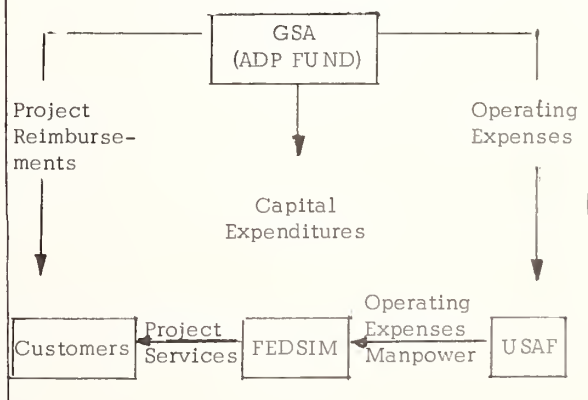 GSA
(ADP FUND)
Project
Reimburse-
ments
Operating
Expenses
Capital
Expenditures
Operating
Expenses
Manpower
Project
Services
Customers
FEDSIM
USAF